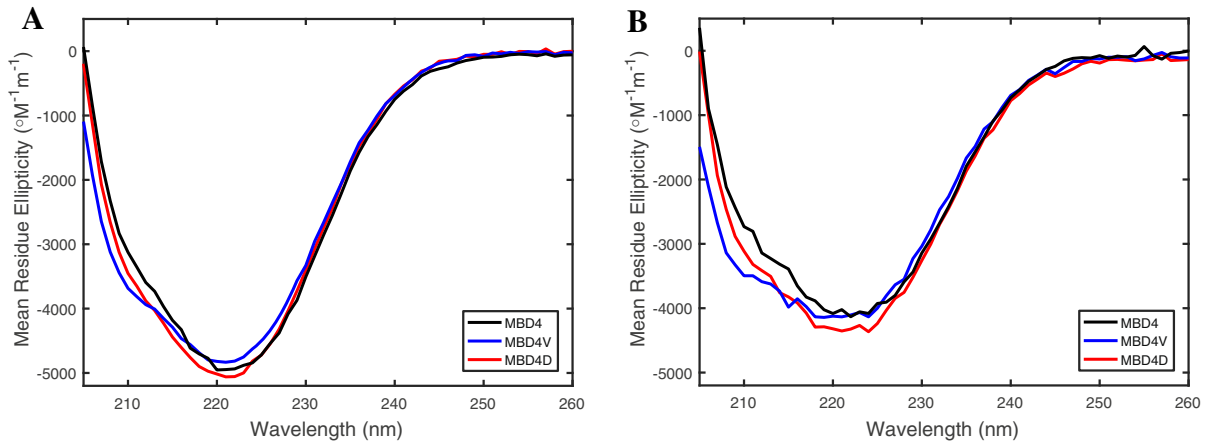 A
0
-1000
-2000
-3000
-4000
-5000
210 220 230 240 250 260
Mean Residue Ellipticity (○M-1m-1)
Wavelength (nm)
MBD4
MBD4V
MBD4D
B
0
-1000
-2000
-3000
-4000
-5000
210 220 230 240 250 260
Mean Residue Ellipticity (○M-1m-1)
Wavelength (nm)
MBD4
MBD4V
MBD4D